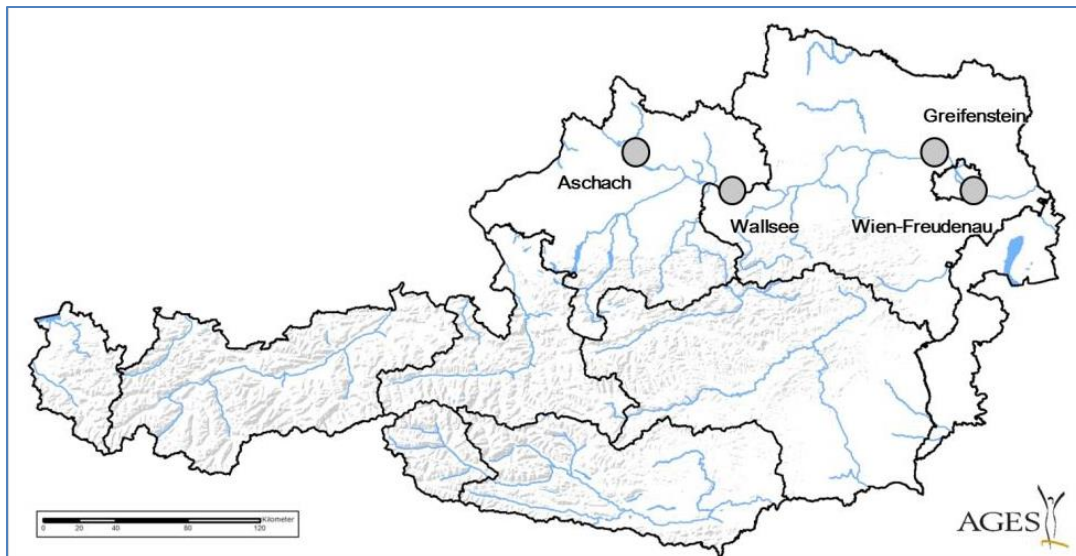 Greifenstein
Aschach
Wallsee
Wien-Freudenau
Kilometer
0 20 40 80 120
AGES